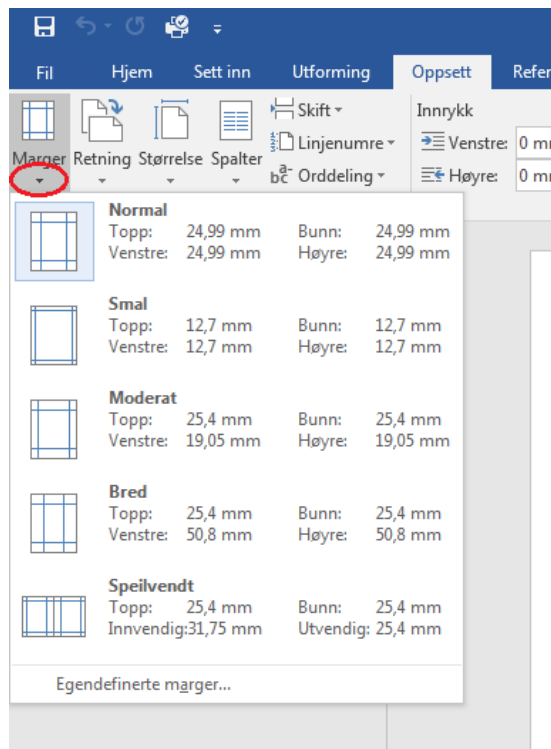 Fil Hjem Sett inn Utforming Oppsett Refer
Marger Retning Størrelse Spalter
Skift
Linjenumre
Orddeling
Innrykk
Venstre: 0 mm
Høyre: 0 mm
Normal
Topp: 24,99 mm Bunn: 24,99 mm
Venstre: 24,99 mm Høyre: 24,99 mm
Smal
Topp: 12,7 mm Bunn: 12,7 mm
Venstre: 12,7 mm Høyre: 12,7 mm
Moderat
Topp: 25,4 mm Bunn: 25,4 mm
Venstre: 19,05 mm Høyre: 19,05 mm
Bred
Topp: 25,4 mm Bunn: 25,4 mm
Venstre: 50,8 mm Høyre: 50,8 mm
Speilvendt
Topp: 25,4 mm Bunn: 25,4 mm
Innvendig:31,75 mm Utvendig: 25,4 mm
Egendefinerte marger...